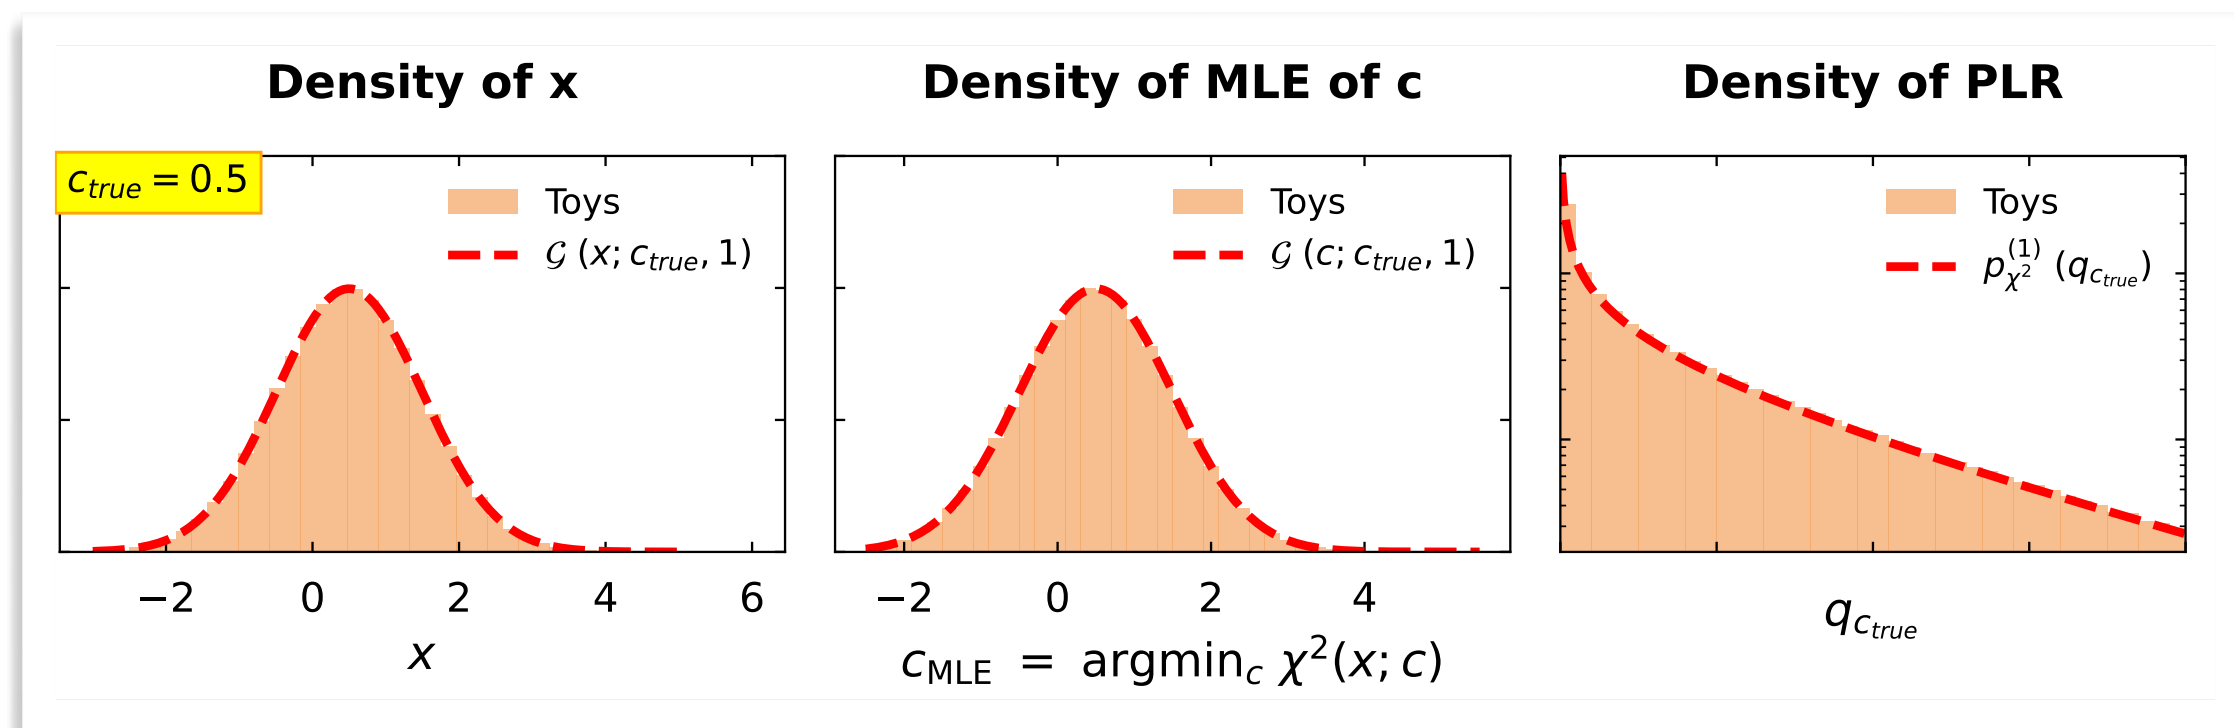 Density of x
Density of MLE of c
Density of PLR
c_true = 0.5
Toys
𝒢 (x; c_true, 1)
Toys
𝒢 (c; c_true, 1)
Toys
p_χ²^(1) (q_c_true)
−2 0 2 4 6
x
−2 0 2 4
c_MLE = argmin_c χ²(x; c)
q_c_true